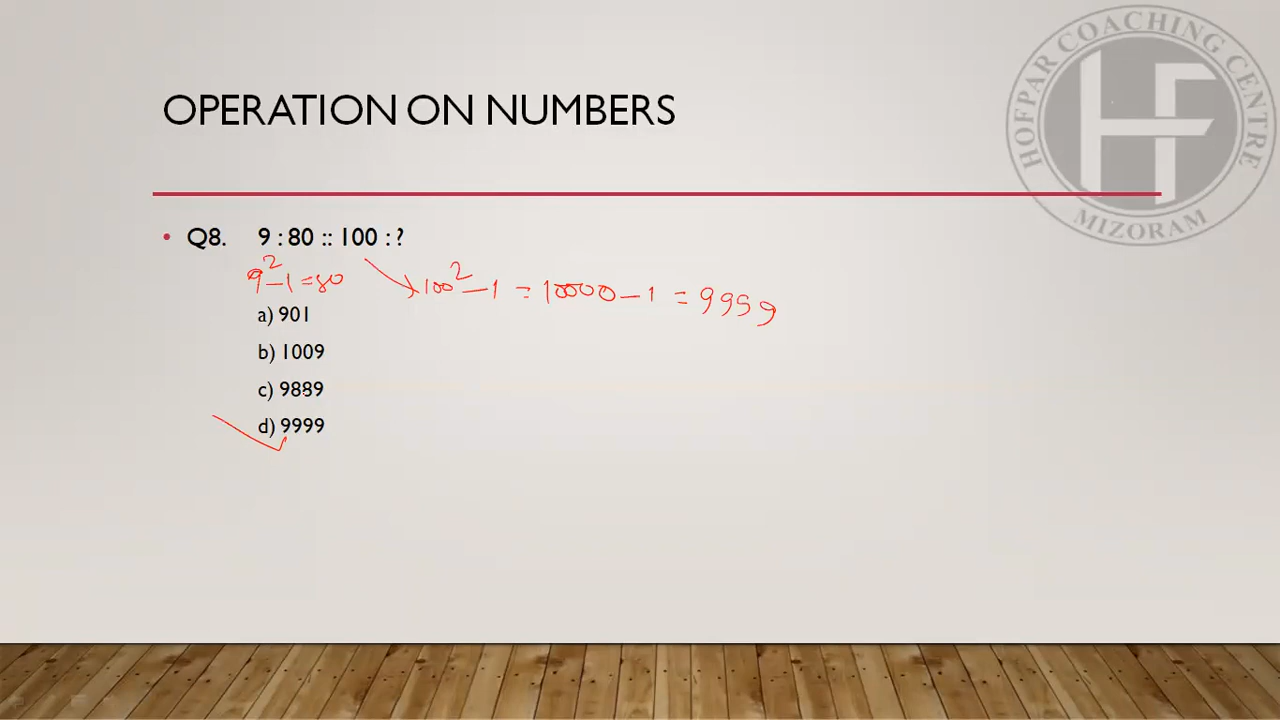 HOFPAR COACHING CENTRE
HF
MIZORAM
OPERATION ON NUMBERS
• Q8. 9 : 80 :: 100 : ?
9²-1=80 100²-1 = 10000-1 = 9999
a) 901
b) 1009
c) 9889
d) 9999